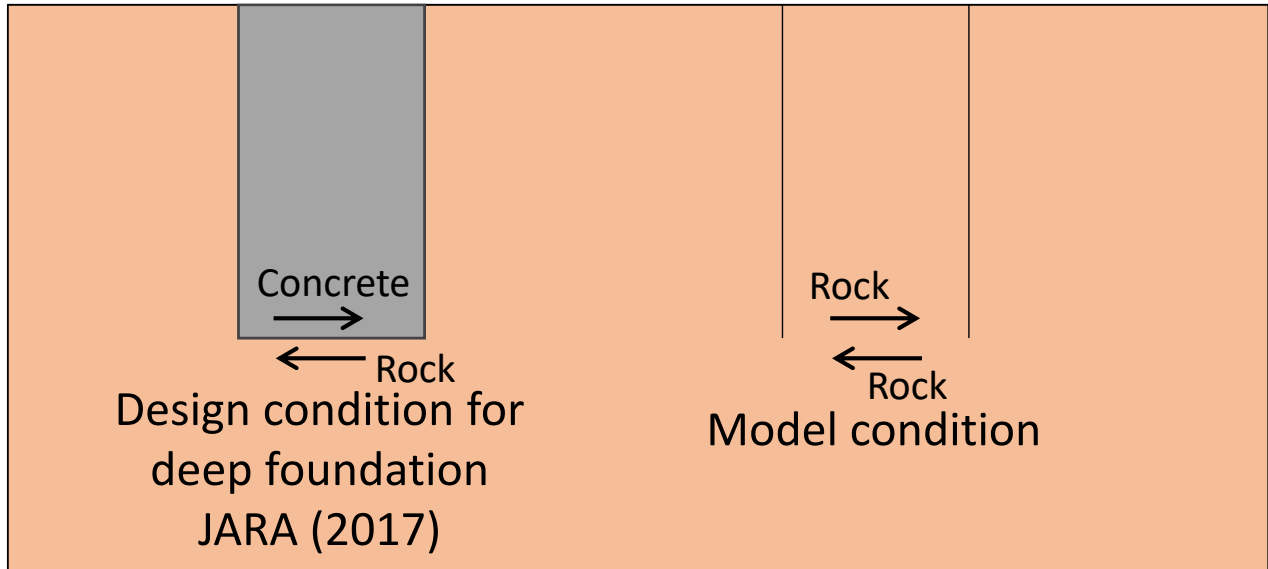 Concrete
Rock
Design condition for
deep foundation
JARA (2017)
Rock
Rock
Model condition